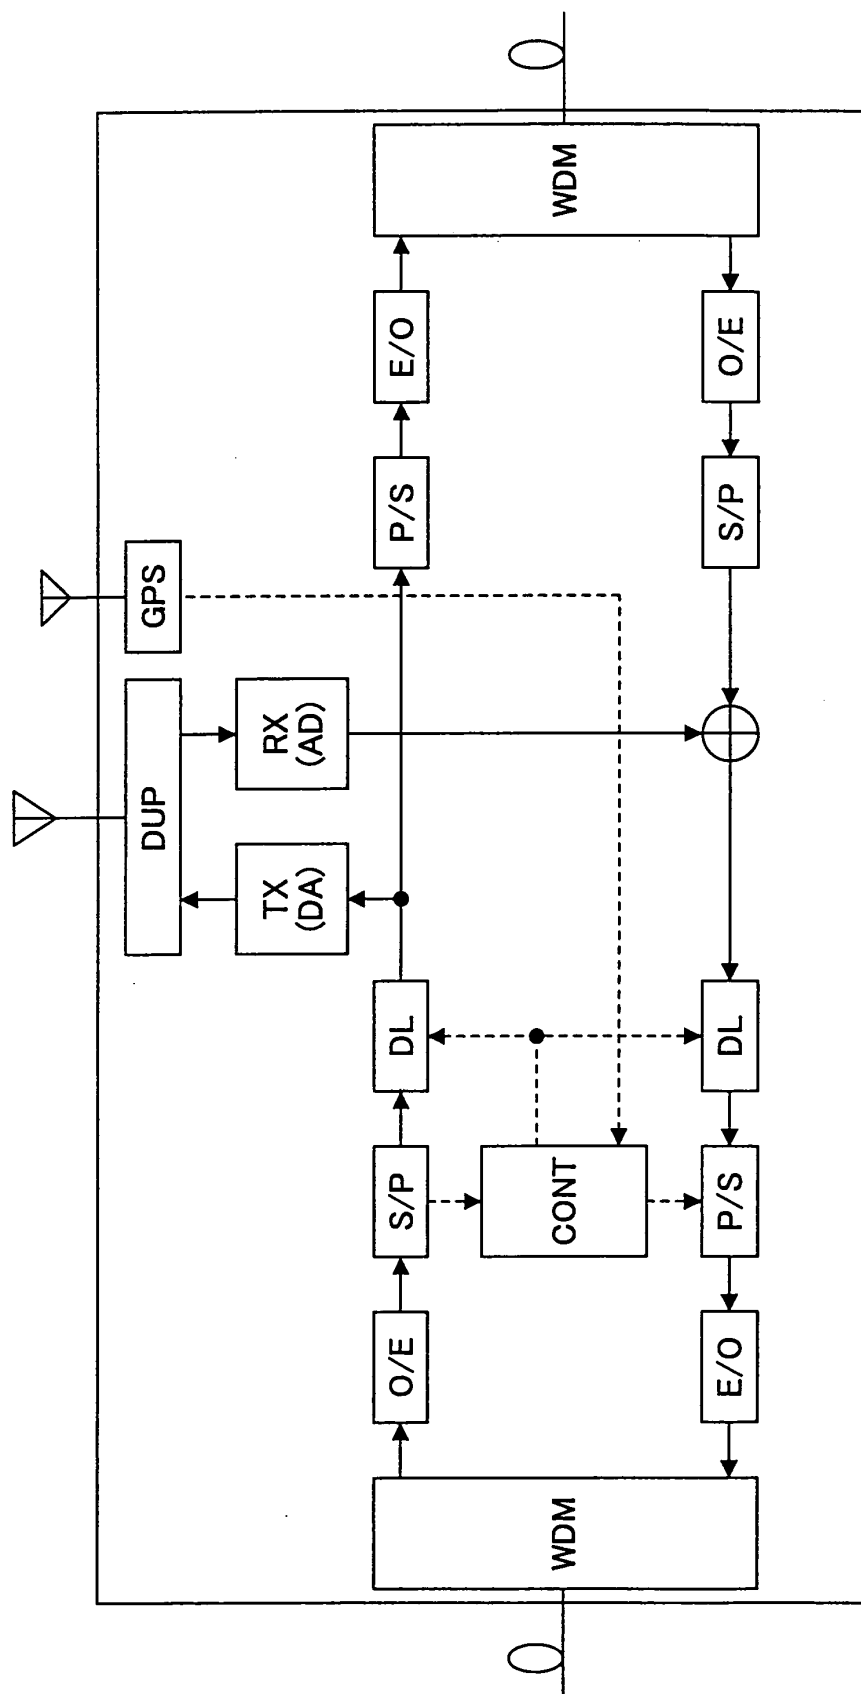 DUP
GPS
TX
(DA)
RX
(AD)
WDM
O/E
S/P
DL
P/S
E/O
WDM
CONT
E/O
P/S
DL
S/P
O/E